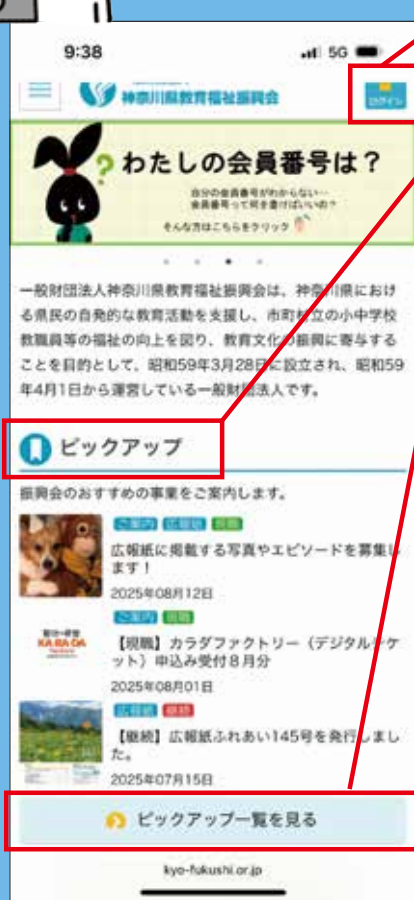 9:38
5G
神奈川県教育福祉振興会
ログイン
わたしの会員番号は？
自分の会員番号がわからない…
会員番号って何を書けばいいの？
そんな方はこちらをクリック
一般財団法人神奈川県教育福祉振興会は、神奈川県におけ
る県民の自発的な教育活動を支援し、市町村立の小中学校
教職員等の福祉の向上を図り、教育文化の振興に寄与する
ことを目的として、昭和59年3月28日に設立され、昭和59
年4月1日から運営している一般財団法人です。
ピックアップ
振興会のおすすめの事業をご案内します。
ご案内 広報紙 現職
広報紙に掲載する写真やエピソードを募集し
ます！
2025年08月12日
ご案内 現職
KA RA DA
【現職】カラダファクトリー（デジタルチケ
ット）申込み受付８月分
2025年08月01日
広報紙 継続
【継続】広報紙ふれあい145号を発行しまし
た。
2025年07月15日
ピックアップ一覧を見る
kyo-fukushi.or.jp